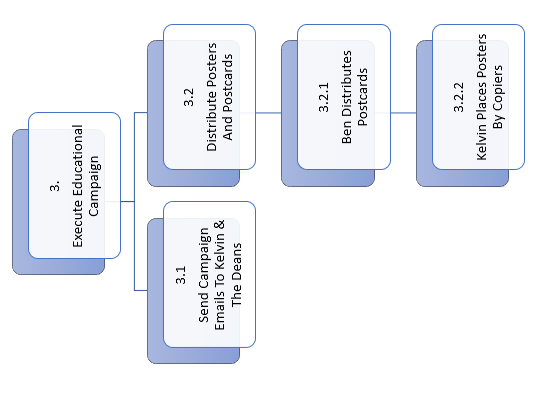 3.
Execute Educational
Campaign
3.1
Send Campaign
Emails To Kelvin &
The Deans
3.2
Distribute Posters
And Postcards
3.2.1
Ben Distributes
Postcards
3.2.2
Kelvin Places Posters
By Copiers